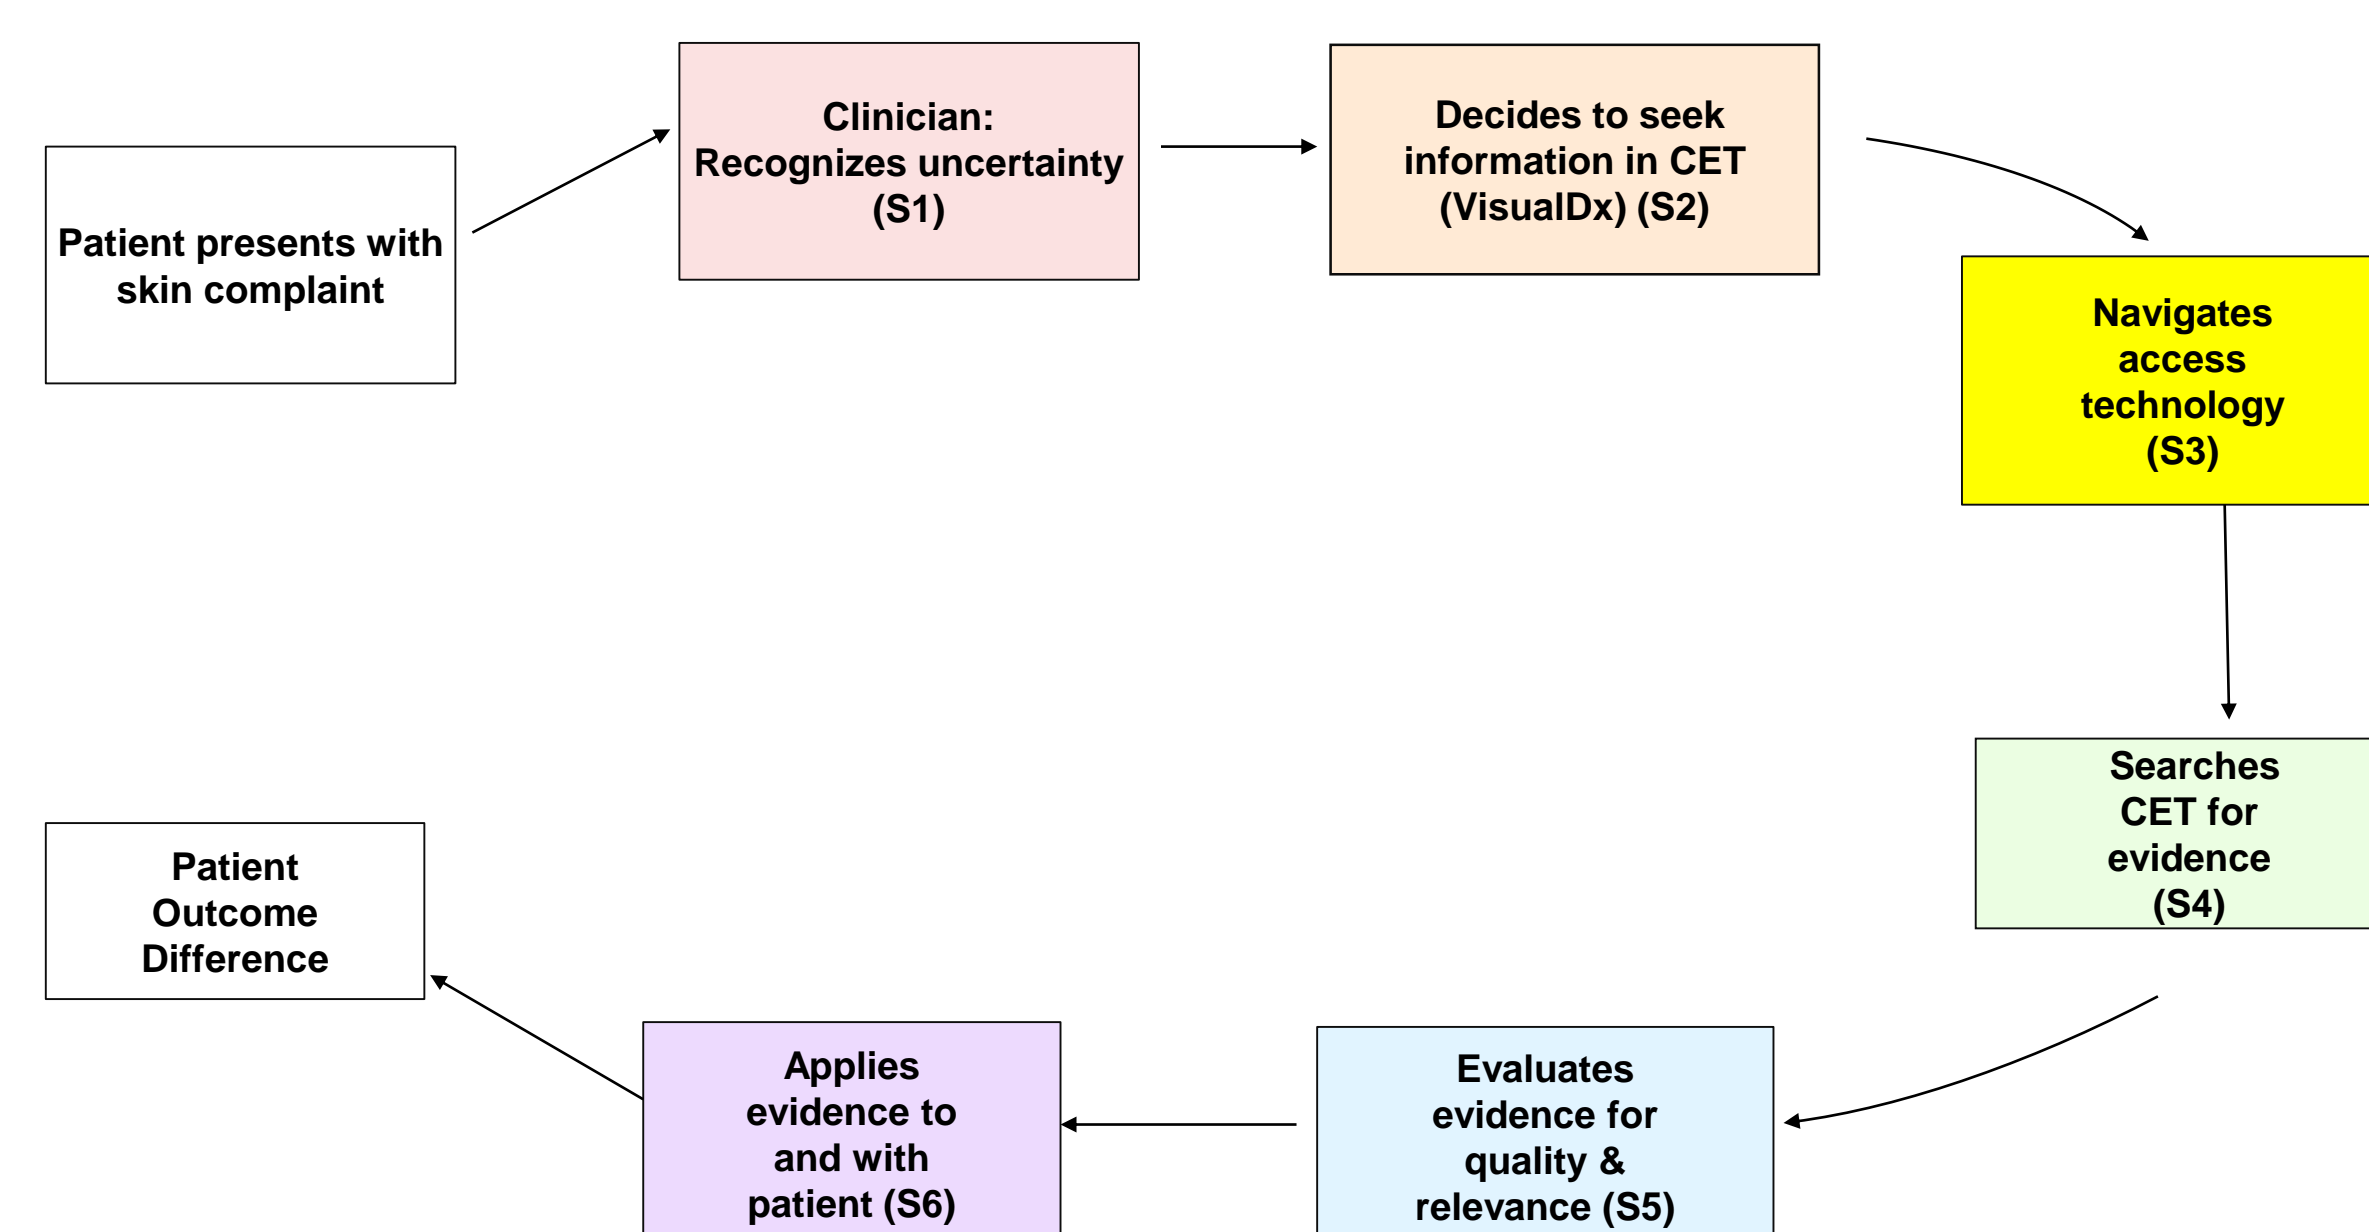 Patient presents with
skin complaint
Clinician:
Recognizes uncertainty
(S1)
Decides to seek
information in CET
(VisualDx) (S2)
Navigates
access
technology
(S3)
Searches
CET for
evidence
(S4)
Evaluates
evidence for
quality &
relevance (S5)
Applies
evidence to
and with
patient (S6)
Patient
Outcome
Difference